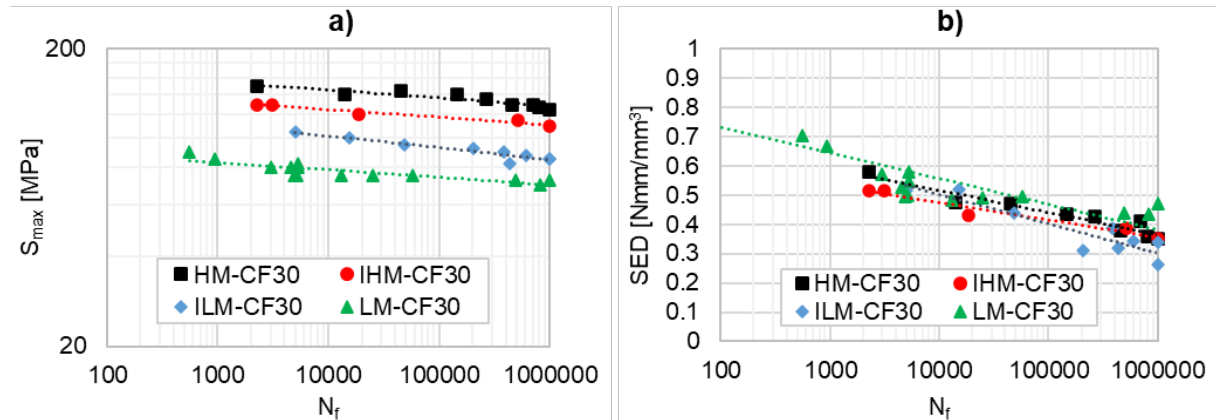 a)
200
20
S_max [MPa]
100 1000 10000 100000 1000000
N_f
HM-CF30 IHM-CF30
ILM-CF30 LM-CF30
b)
1
0.9
0.8
0.7
0.6
0.5
0.4
0.3
0.2
0.1
0
SED [Nmm/mm³]
100 1000 10000 100000 1000000
N_f
HM-CF30 IHM-CF30
ILM-CF30 LM-CF30